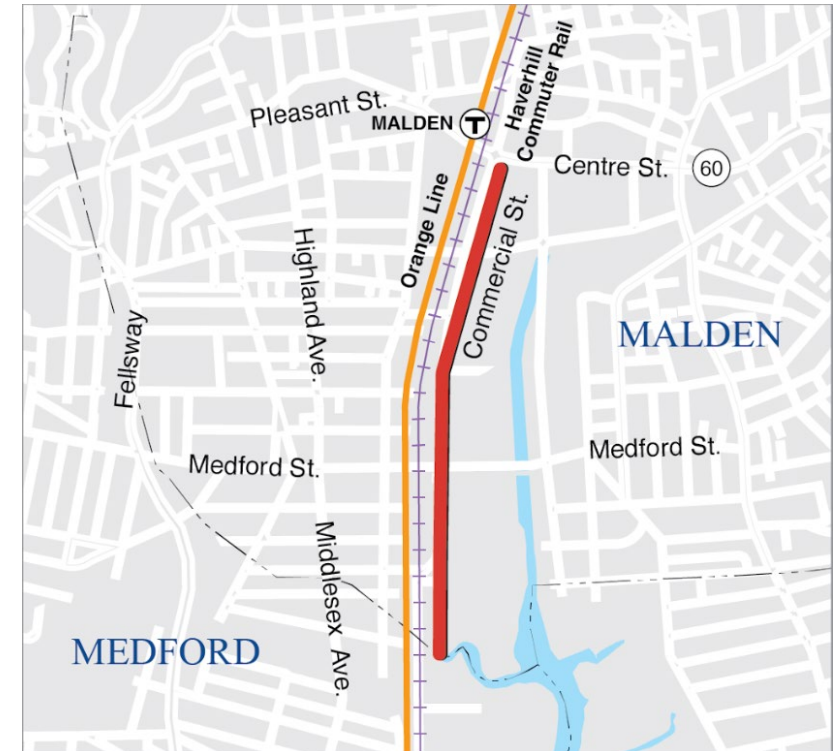 Haverhill
Commuter Rail
Pleasant St.
MALDEN T
Centre St. 60
Orange Line
Commercial St.
Highland Ave.
MALDEN
Fellsway
Medford St.
Medford St.
Middlesex Ave.
MEDFORD